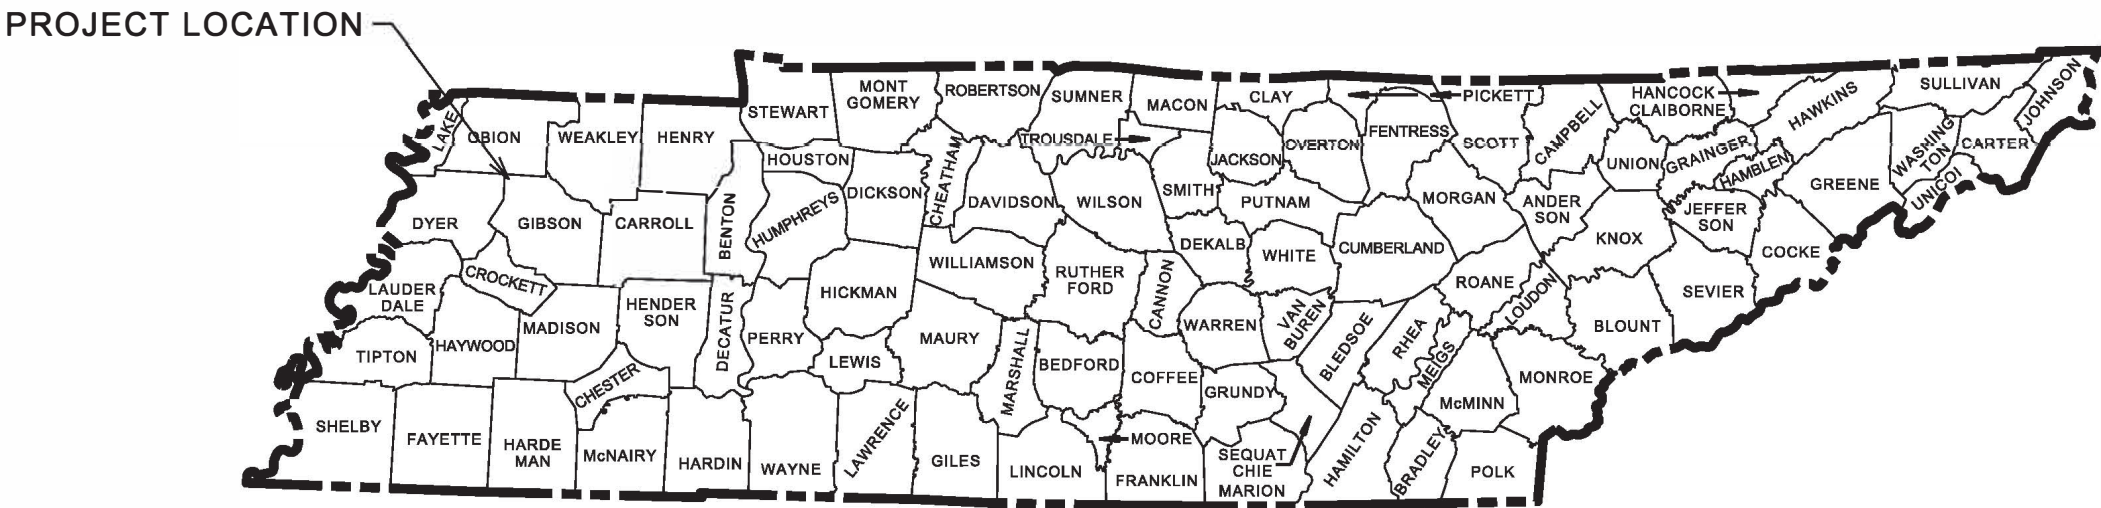 PROJECT LOCATION
LAKE
OBION
WEAKLEY
HENRY
STEWART
MONT
GOMERY
ROBERTSON
SUMNER
MACON
CLAY
PICKETT
HANCOCK
CLAIBORNE
HAWKINS
SULLIVAN
JOHNSON
HOUSTON
DICKSON
CHEATHAM
TROUSDALE
JACKSON
OVERTON
FENTRESS
SCOTT
CAMPBELL
UNION
GRAINGER
HAMBLEN
GREENE
WASHING
TON
CARTER
UNICOI
DYER
GIBSON
CARROLL
BENTON
HUMPHREYS
DAVIDSON
WILSON
SMITH
PUTNAM
MORGAN
ANDER
SON
KNOX
JEFFER
SON
COCKE
CROCKETT
WILLIAMSON
DEKALB
WHITE
CUMBERLAND
LAUDER
DALE
HENDER
SON
DECATUR
HICKMAN
RUTHER
FORD
CANNON
ROANE
LOUDON
SEVIER
TIPTON
HAYWOOD
MADISON
PERRY
LEWIS
MAURY
MARSHALL
BEDFORD
WARREN
VAN
BUREN
BLEDSOE
RHEA
MEIGS
BLOUNT
CHESTER
COFFEE
GRUNDY
McMINN
MONROE
SHELBY
FAYETTE
HARDE
MAN
McNAIRY
HARDIN
WAYNE
LAWRENCE
GILES
LINCOLN
MOORE
FRANKLIN
SEQUAT
CHIE
MARION
HAMILTON
BRADLEY
POLK